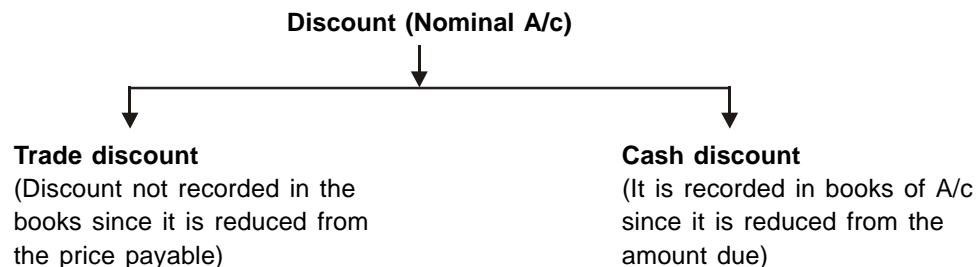 Discount (Nominal A/c)
Trade discount
(Discount not recorded in the
books since it is reduced from
the price payable)
Cash discount
(It is recorded in books of A/c
since it is reduced from the
amount due)